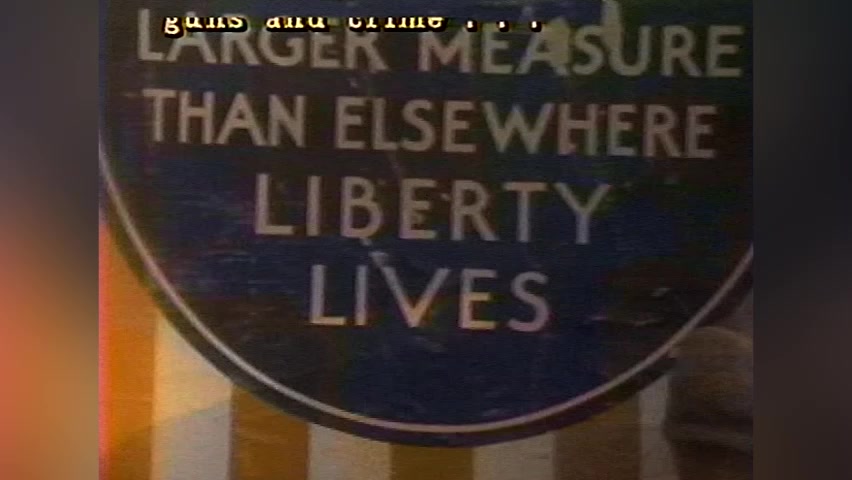 guns and crime . . .
LARGER MEASURE
THAN ELSEWHERE
LIBERTY
LIVES